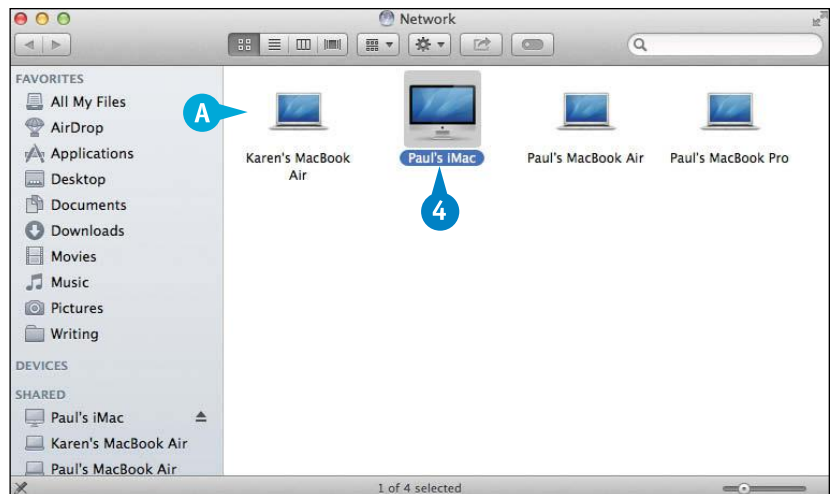 Network
FAVORITES
All My Files
AirDrop
Applications
Desktop
Documents
Downloads
Movies
Music
Pictures
Writing
DEVICES
SHARED
Paul's iMac
Karen's MacBook Air
Paul's MacBook Air
A
Karen's MacBook
Air
Paul's iMac
Paul's MacBook Air
Paul's MacBook Pro
4
1 of 4 selected